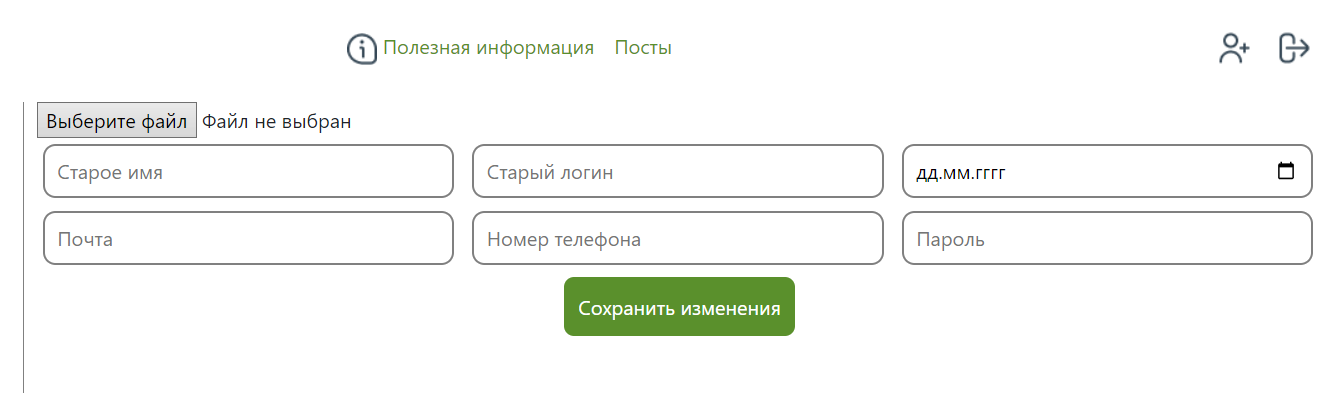 Полезная информация Посты
Выберите файл Файл не выбран
Старое имя Старый логин дд.мм.гггг
Почта Номер телефона Пароль
Сохранить изменения